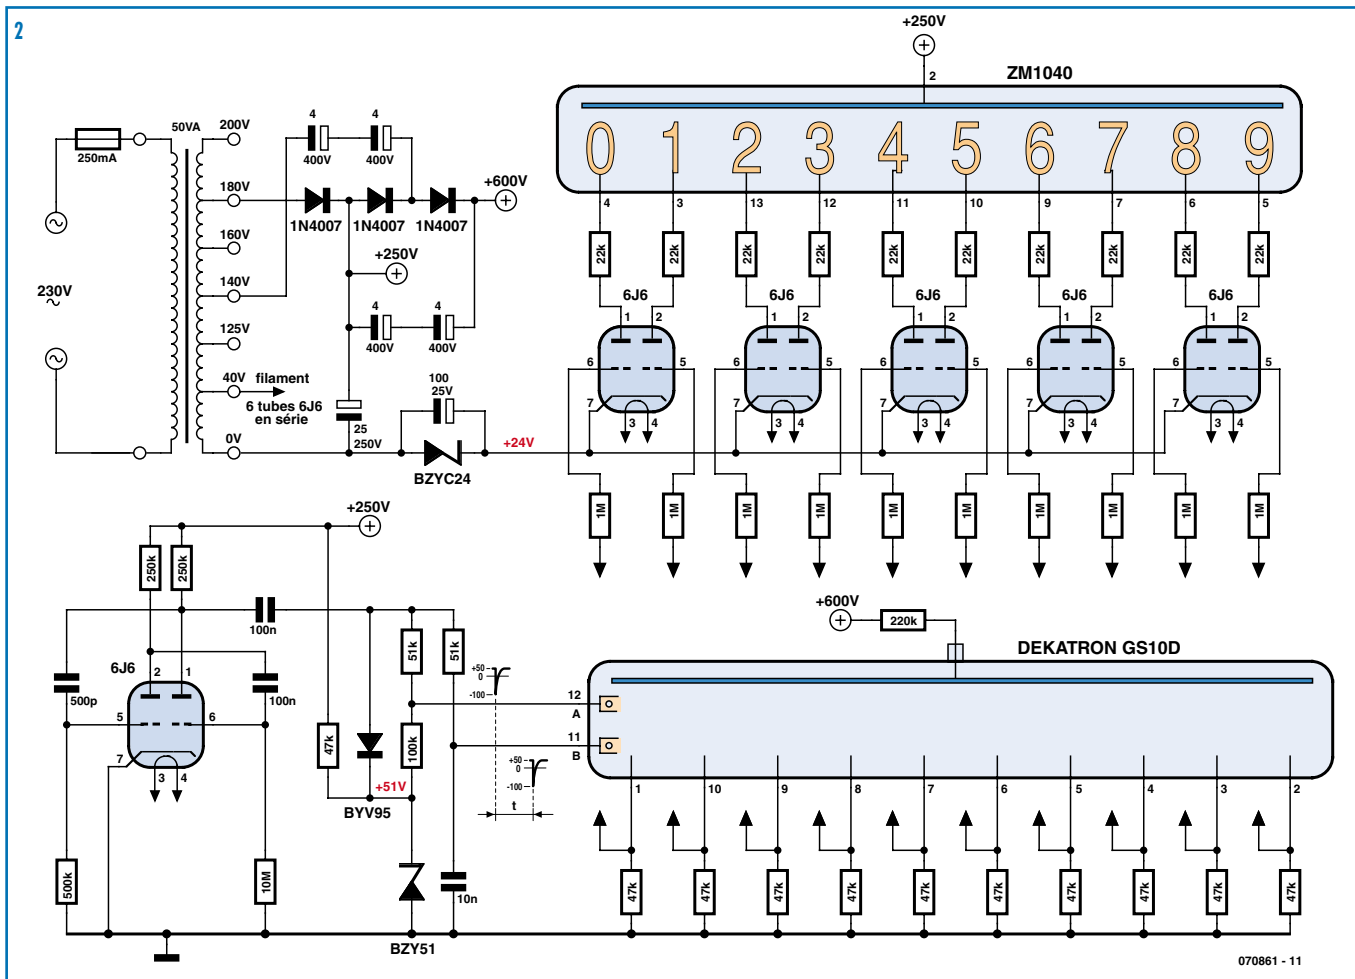 2
+250V
2
ZM1040
0 1 2 3 4 5 6 7 8 9
4 3 13 12 11 10 9 7 6 5
22k 22k 22k 22k 22k 22k 22k 22k 22k 22k
6J6 6J6 6J6 6J6 6J6
1 2 1 2 1 2 1 2 1 2
6 5 6 5 6 5 6 5 6 5
7 7 7 7 7
3 4 3 4 3 4 3 4 3 4
1M 1M 1M 1M 1M 1M 1M 1M 1M 1M
250mA
50VA
230V
~
200V
180V
160V
140V
125V
40V
0V
filament
6 tubes 6J6
en série
4 4
400V 400V
1N4007 1N4007 1N4007
+600V
+250V
4 4
400V 400V
25
250V
100
25V
BZYC24
+24V
+250V
250k 250k
100n
6J6
2 1
500p
100n
5 6
7
3 4
500k
10M
47k
BYV95
51k 51k
100k
+51V
BZY51
10n
+50
0
-100
+50
0
-100
t
+600V
220k
DEKATRON GS10D
12
A
11
B
1 10 9 8 7 6 5 4 3 2
47k 47k 47k 47k 47k 47k 47k 47k 47k 47k
070861 - 11